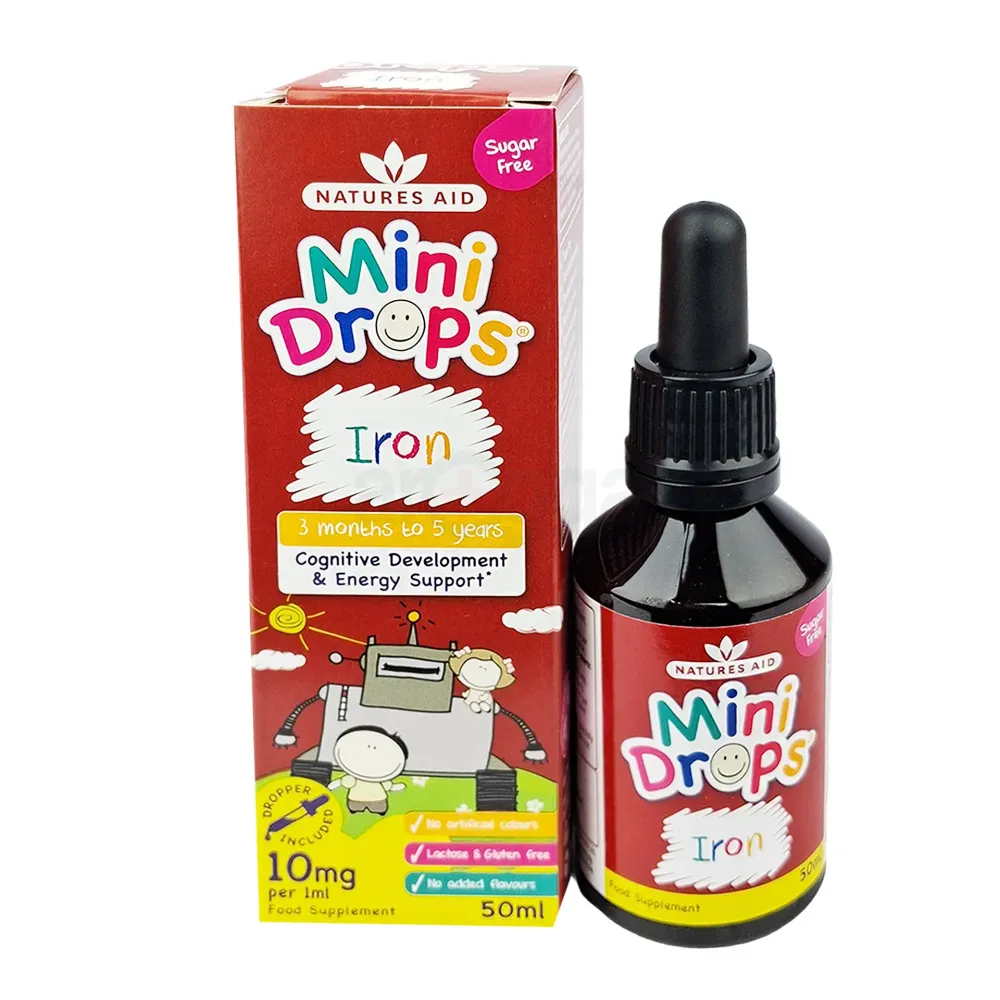 Iron
Sugar
Free
NATURES AID
Mini
Drops®
Iron
3 months to 5 years
Cognitive Development
& Energy Support*
DROPPER
INCLUDED
10mg
per 1ml
Food Supplement
No artificial colours
Lactose & Gluten free
No added flavours
50ml
Sugar
Free
NATURES AID
Mini
Drops
Iron
Food Supplement
50ml